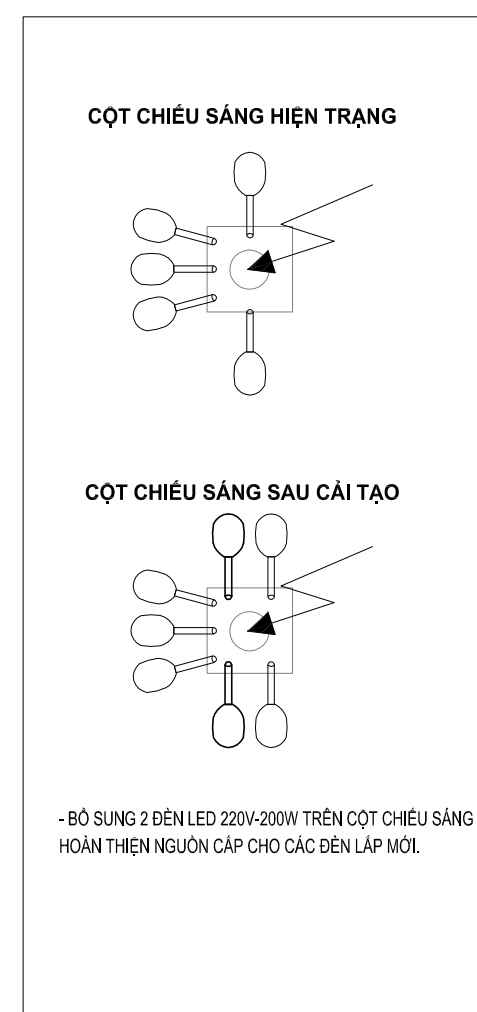 CỘT CHIẾU SÁNG HIỆN TRẠNG
CỘT CHIẾU SÁNG SAU CẢI TẠO
- BỔ SUNG 2 ĐÈN LED 220V-200W TRÊN CỘT CHIẾU SÁNG
HOÀN THIỆN NGUỒN CẤP CHO CÁC ĐÈN LẮP MỚI.